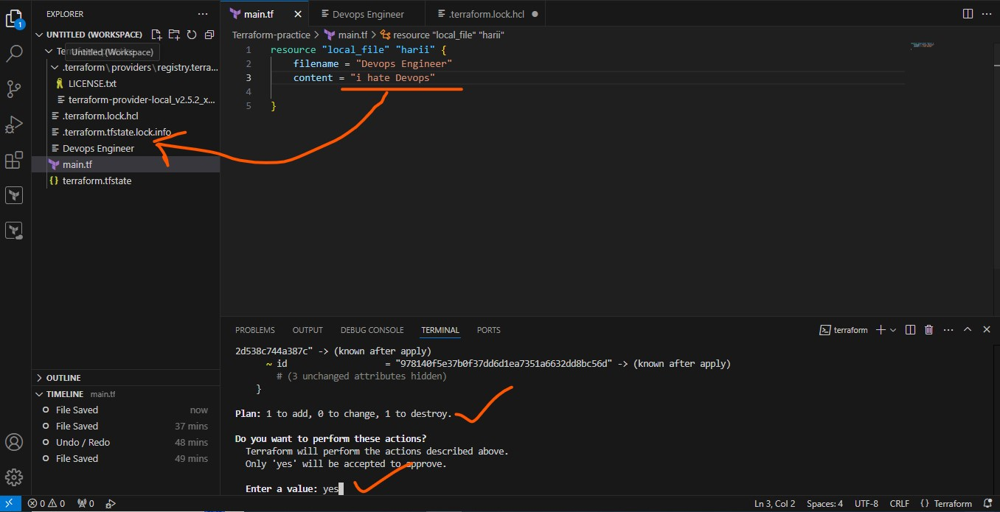 EXPLORER ...
main.tf
Devops Engineer
.terraform.lock.hcl
UNTITLED (WORKSPACE)
Untitled (Workspace)
.terraform\providers\registry.terra...
LICENSE.txt
terraform-provider-local_v2.5.2_x...
.terraform.lock.hcl
.terraform.tfstate.lock.info
Devops Engineer
main.tf
{} terraform.tfstate
OUTLINE
TIMELINE main.tf
File Saved now
File Saved 37 mins
Undo / Redo 48 mins
File Saved 49 mins
Terraform-practice > main.tf > resource "local_file" "harii"
1 resource "local_file" "harii" {
2 filename = "Devops Engineer"
3 content = "i hate Devops"
4
5 }
PROBLEMS OUTPUT DEBUG CONSOLE TERMINAL PORTS
terraform
2d538c744a387c" -> (known after apply)
~ id = "978140f5e37b0f37dd6d1ea7351a6632dd8bc56d" -> (known after apply)
# (3 unchanged attributes hidden)
}
Plan: 1 to add, 0 to change, 1 to destroy.
Do you want to perform these actions?
Terraform will perform the actions described above.
Only 'yes' will be accepted to approve.
Enter a value: yes
1
0 0 0
Ln 3, Col 2 Spaces: 4 UTF-8 CRLF {} Terraform